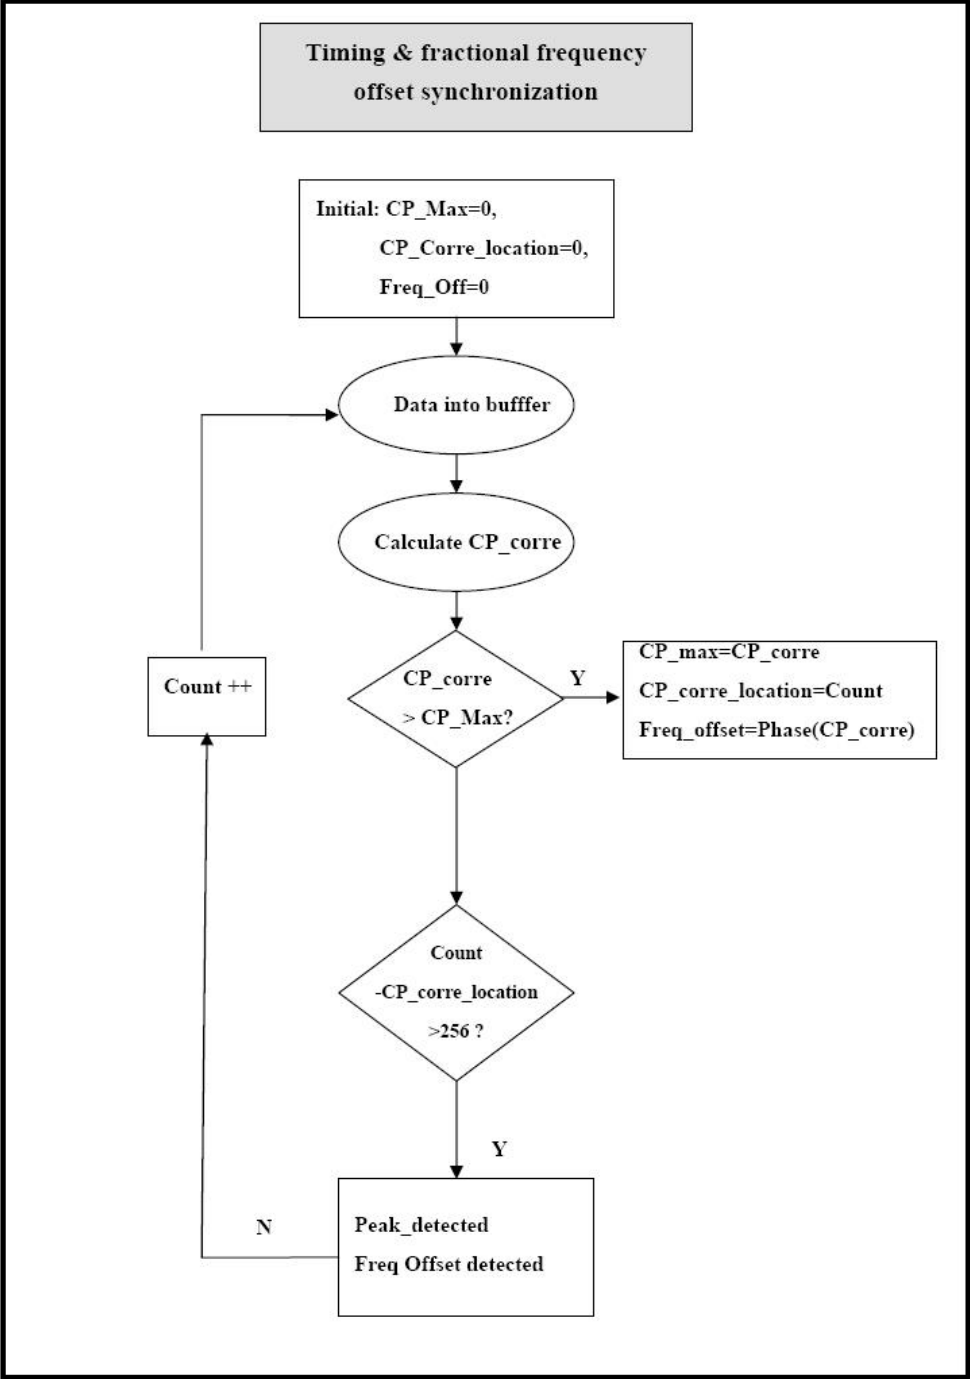 Timing & fractional frequency
offset synchronization
Initial: CP_Max=0,
CP_Corre_location=0,
Freq_Off=0
Data into bufffer
Calculate CP_corre
CP_corre
> CP_Max?
Y
CP_max=CP_corre
CP_corre_location=Count
Freq_offset=Phase(CP_corre)
Count ++
Count
-CP_corre_location
>256 ?
Y
N
Peak_detected
Freq Offset detected